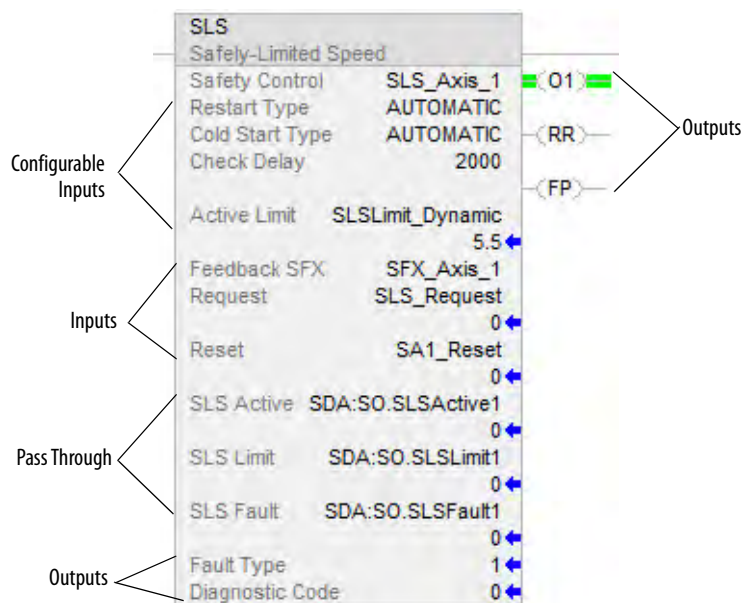 SLS
Safely-Limited Speed
Safety Control SLS_Axis_1 (O1)
Restart Type AUTOMATIC
Outputs
Cold Start Type AUTOMATIC (RR)
Configurable
Inputs
Check Delay 2000
(FP)
Active Limit SLSLimit_Dynamic
5.5
Feedback SFX SFX_Axis_1
Request SLS_Request
Inputs
0
Reset SA1_Reset
0
SLS Active SDA:SO.SLSActive1
0
Pass Through
SLS Limit SDA:SO.SLSLimit1
0
SLS Fault SDA:SO.SLSFault1
0
Fault Type 1
Outputs
Diagnostic Code 0